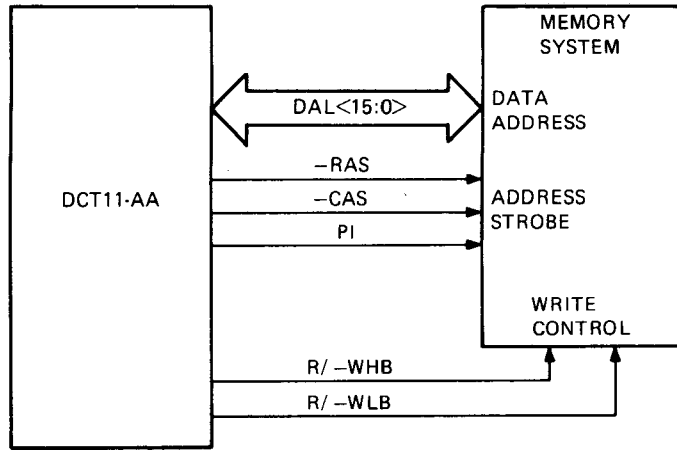 MEMORY
SYSTEM
DAL<15:0>
DATA
ADDRESS
DCT11-AA
-RAS
-CAS
PI
ADDRESS
STROBE
WRITE
CONTROL
R/ -WHB
R/ -WLB